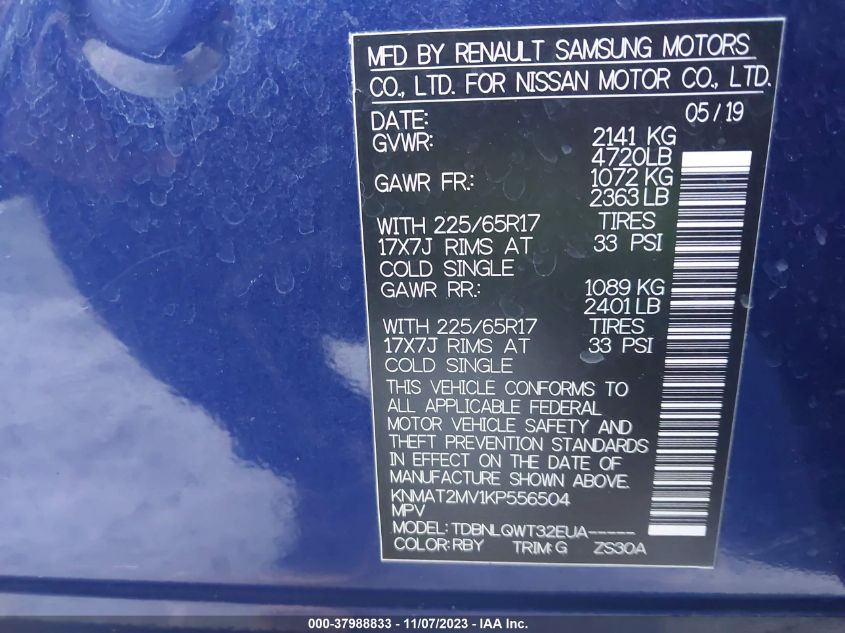 MFD BY RENAULT SAMSUNG MOTORS
CO., LTD. FOR NISSAN MOTOR CO., LTD.
DATE: 05/19
GVWR: 2141 KG
4720LB
GAWR FR: 1072 KG
2363 LB
WITH 225/65R17 TIRES
17X7J RIMS AT 33 PSI
COLD SINGLE
GAWR RR: 1089 KG
2401 LB
WITH 225/65R17 TIRES
17X7J RIMS AT 33 PSI
COLD SINGLE
THIS VEHICLE CONFORMS TO
ALL APPLICABLE FEDERAL
MOTOR VEHICLE SAFETY AND
THEFT PREVENTION STANDARDS
IN EFFECT ON THE DATE OF
MANUFACTURE SHOWN ABOVE.
KNMAT2MV1KP556504
MPV
MODEL: TDBNLQWT32EUA-----
COLOR: RBY TRIM: G ZS30A
000-37988833 - 11/07/2023 - IAA Inc.